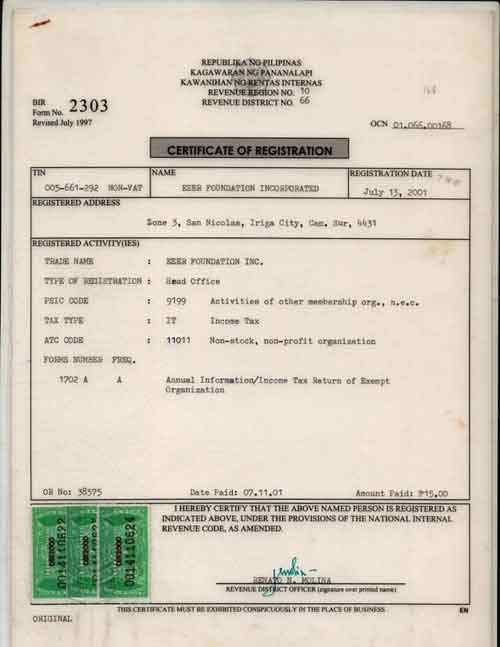 REPUBLIKA NG PILIPINAS
KAGAWARAN NG PANANALAPI
KAWANIHAN NG RENTAS INTERNAS
REVENUE REGION NO. 10
REVENUE DISTRICT NO. 66
BIR
Form No. 2303
Revised July 1997
OCN 01.066.00168
CERTIFICATE OF REGISTRATION
TIN NAME REGISTRATION DATE
005-661-292 NON-VAT EZER FOUNDATION INCORPORATED July 13, 2001
REGISTERED ADDRESS
Zone 3, San Nicolas, Iriga City, Cam. Sur, 4431
REGISTERED ACTIVITY(IES)
TRADE NAME : EZER FOUNDATION INC.
TYPE OF REGISTRATION : Head Office
PSIC CODE : 9199 Activities of other membership org., n.e.c.
TAX TYPE : IT Income Tax
ATC CODE : 11011 Non-stock, non-profit organization
FORMS NUMBER FREQ.
1702 A A Annual Information/Income Tax Return of Exempt
Organization
OR No: 38575 Date Paid: 07.11.01 Amount Paid: ₱15.00
I HEREBY CERTIFY THAT THE ABOVE NAMED PERSON IS REGISTERED AS
INDICATED ABOVE, UNDER THE PROVISIONS OF THE NATIONAL INTERNAL
REVENUE CODE, AS AMENDED.
RENATO N. MOLINA
REVENUE DISTRICT OFFICER (signature over printed name)
THIS CERTIFICATE MUST BE EXHIBITED CONSPICUOUSLY IN THE PLACE OF BUSINESS EN
ORIGINAL